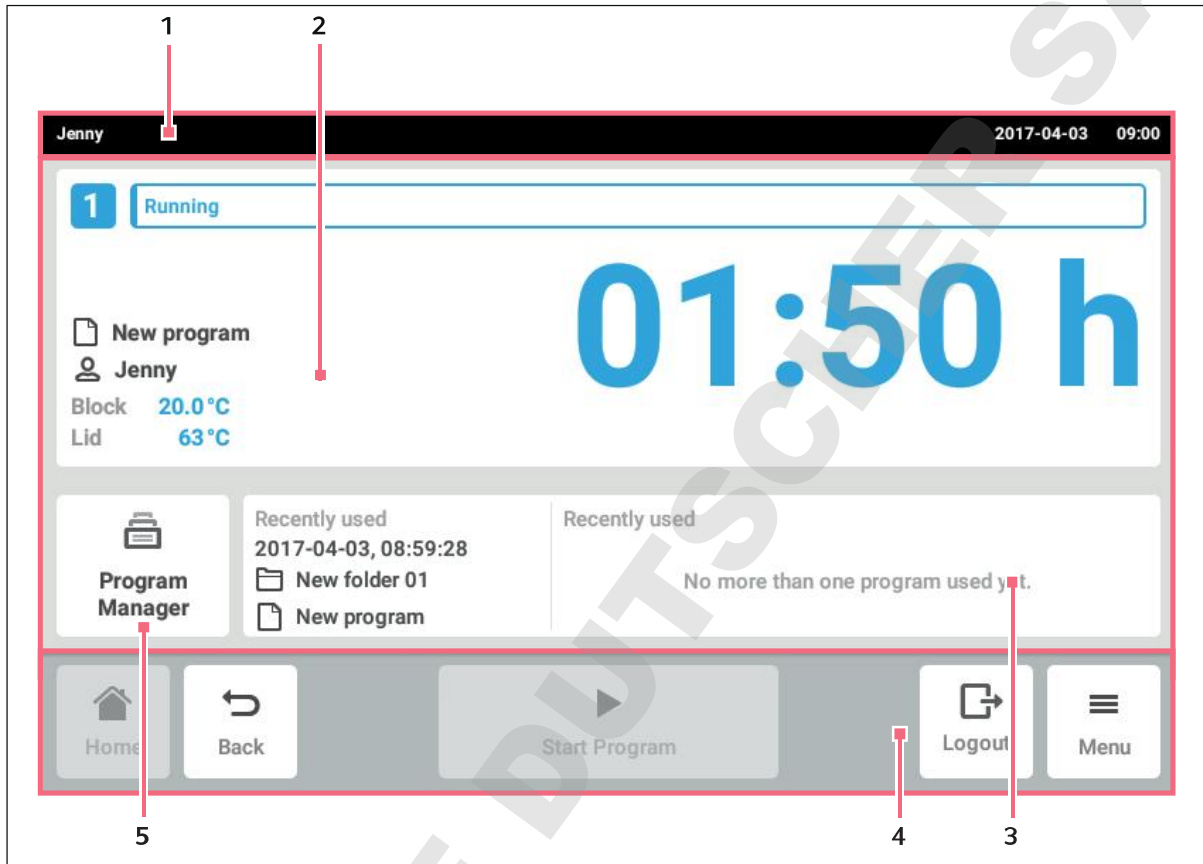 1 2
Jenny 2017-04-03 09:00
1 Running
01:50 h
New program
Jenny
Block 20.0 °C
Lid 63 °C
Program
Manager
Recently used
2017-04-03, 08:59:28
New folder 01
New program
Recently used
No more than one program used yet.
Home
Back
Start Program
Logout
Menu
5 4 3
DUTSCHER